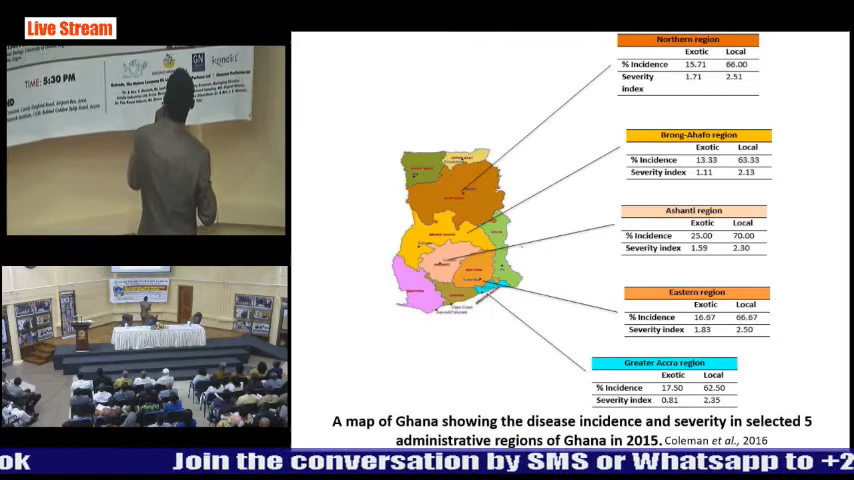 Live Stream
TIME: 5:30 PM
konekt
Northern region
Exotic Local
% Incidence 15.71 66.00
Severity index 1.71 2.51
Brong-Ahafo region
Exotic Local
% Incidence 13.33 63.33
Severity index 1.11 2.13
Ashanti region
Exotic Local
% Incidence 25.00 70.00
Severity index 1.59 2.30
Eastern region
Exotic Local
% Incidence 16.67 66.67
Severity index 1.83 2.50
Greater Accra region
Exotic Local
% Incidence 17.50 62.50
Severity index 0.81 2.35
A map of Ghana showing the disease incidence and severity in selected 5
administrative regions of Ghana in 2015. Coleman et al., 2016
ok Join the conversation by SMS or Whatsapp to +2